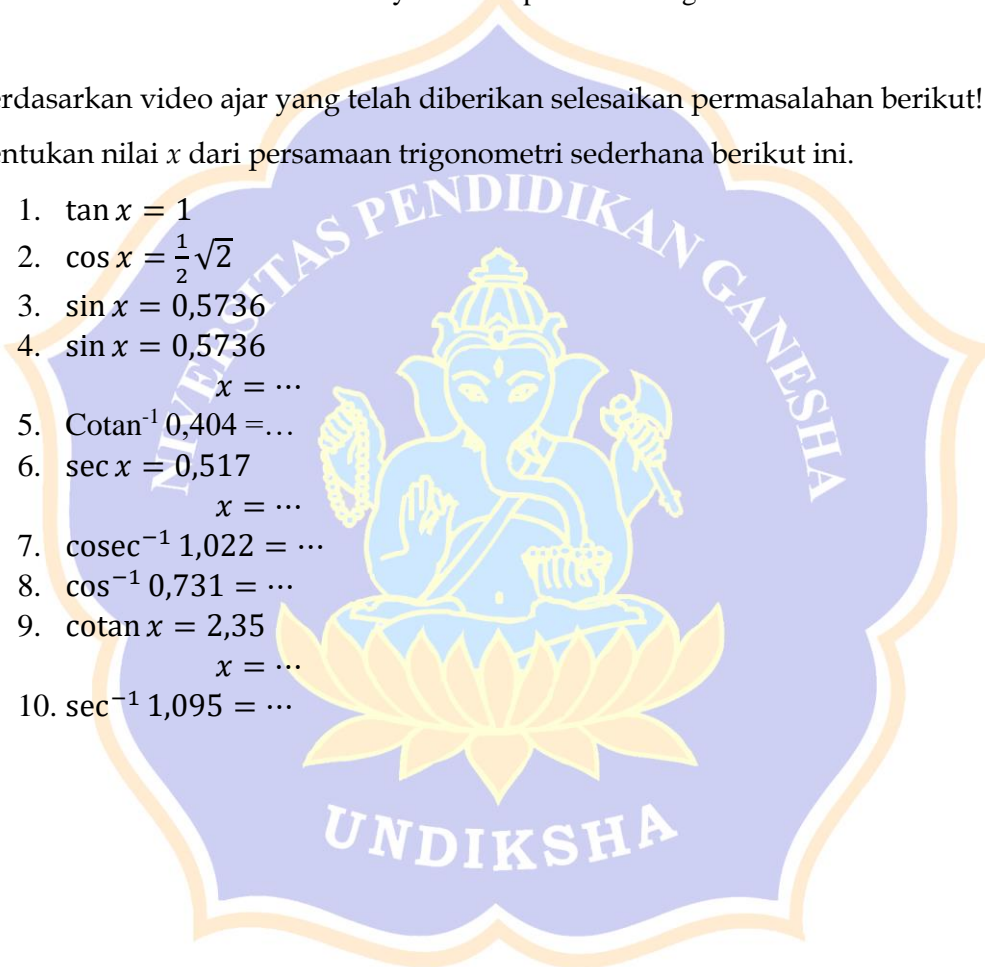 erdasarkan video ajar yang telah diberikan selesaikan permasalahan berikut!
entukan nilai x dari persamaan trigonometri sederhana berikut ini.
1. tan x = 1
2. cos x = 1/2 √2
3. sin x = 0,5736
4. sin x = 0,5736
x = ⋯
5. Cotan⁻¹ 0,404 =…
6. sec x = 0,517
x = ⋯
7. cosec⁻¹ 1,022 = ⋯
8. cos⁻¹ 0,731 = ⋯
9. cotan x = 2,35
x = ⋯
10. sec⁻¹ 1,095 = ⋯
NIVERSITAS PENDIDIKAN GANESHA
UNDIKSHA